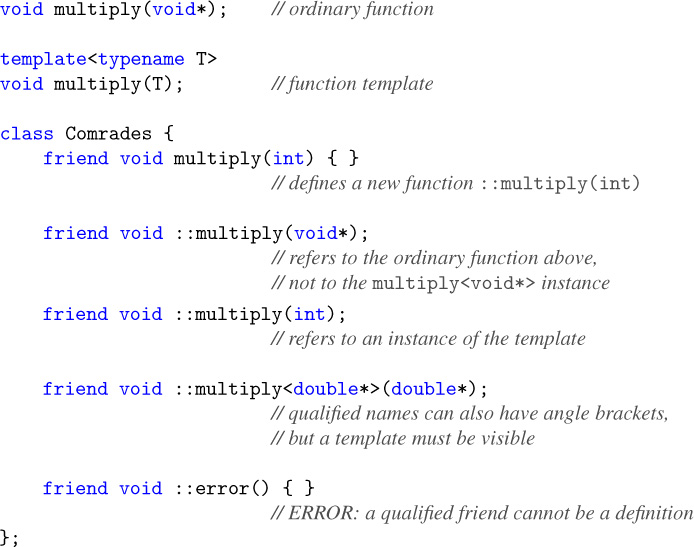 void multiply(void*);    // ordinary function
template<typename T>
void multiply(T);        // function template
class Comrades {
    friend void multiply(int) { }
                         // defines a new function ::multiply(int)
    friend void ::multiply(void*);
                         // refers to the ordinary function above,
                         // not to the multiply<void*> instance
    friend void ::multiply(int);
                         // refers to an instance of the template
    friend void ::multiply<double*>(double*);
                         // qualified names can also have angle brackets,
                         // but a template must be visible
    friend void ::error() { }
                         // ERROR: a qualified friend cannot be a definition
};